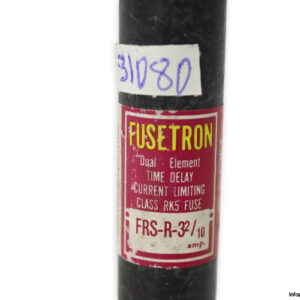 31080
FUSETRON
Dual - Element
TIME DELAY
CURRENT LIMITING
CLASS RK5 FUSE
FRS-R-3²/10
amp.